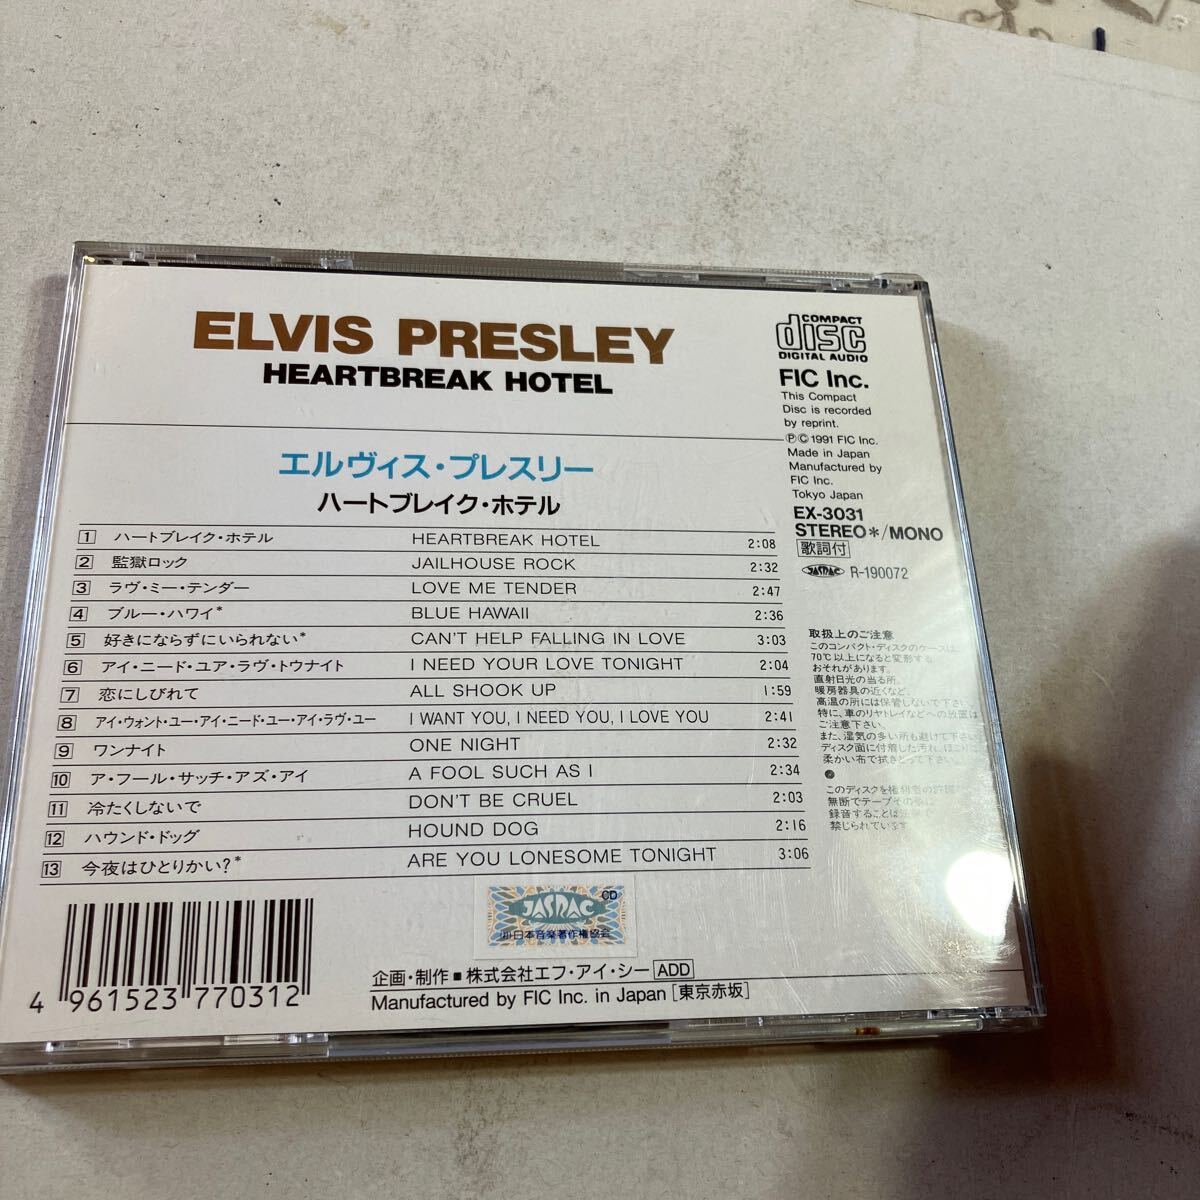 ELVIS PRESLEY
HEARTBREAK HOTEL
エルヴィス・プレスリー
ハートブレイク・ホテル
1 ハートブレイク・ホテル HEARTBREAK HOTEL 2:08
2 監獄ロック JAILHOUSE ROCK 2:32
3 ラヴ・ミー・テンダー LOVE ME TENDER 2:47
4 ブルー・ハワイ* BLUE HAWAII 2:36
5 好きにならずにいられない* CAN'T HELP FALLING IN LOVE 3:03
6 アイ・ニード・ユア・ラヴ・トウナイト I NEED YOUR LOVE TONIGHT 2:04
7 恋にしびれて ALL SHOOK UP 1:59
8 アイ・ウォント・ユー・アイ・ニード・ユー・アイ・ラヴ・ユー I WANT YOU, I NEED YOU, I LOVE YOU 2:41
9 ワンナイト ONE NIGHT 2:32
10 ア・フール・サッチ・アズ・アイ A FOOL SUCH AS I 2:34
11 冷たくしないで DON'T BE CRUEL 2:03
12 ハウンド・ドッグ HOUND DOG 2:16
13 今夜はひとりかい?* ARE YOU LONESOME TONIGHT 3:06
COMPACT
disc
DIGITAL AUDIO
FIC Inc.
This Compact
Disc is recorded
by reprint.
ⓅⒸ1991 FIC Inc.
Made in Japan
Manufactured by
FIC Inc.
Tokyo Japan
EX-3031
STEREO*/MONO
歌詞付
JASRAC R-190072
取扱上のご注意
このコンパクト・ディスクのケースは、
70℃以上になると変形する
おそれがあります。
直射日光の当る所、
暖房器具の近くなど、
高温の所には保管しないで下さ
特に、車のリヤトレイなどへの放置は
ご注意下さい。
また、湿気の多い所も避けて下さい
ディスク面に付着した汚れ、ほこりは
柔かい布で拭きとって下さい。
このディスクを権利者の許諾
無断でテープその他に
録音することは法律
禁じられています
CD
JASRAC
(社)日本音楽著作権協会
企画・制作■株式会社エフ・アイ・シー ADD
Manufactured by FIC Inc. in Japan [東京赤坂]
4 961523 770312